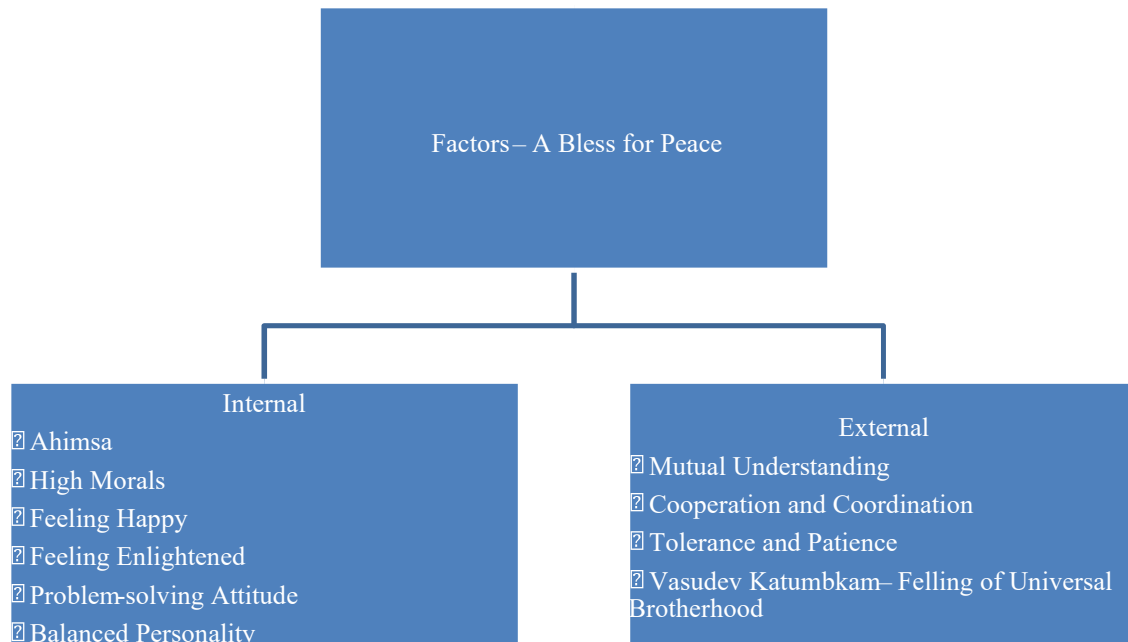 Factors – A Bless for Peace
Internal
Ahimsa
High Morals
Feeling Happy
Feeling Enlightened
Problem-solving Attitude
Balanced Personality
External
Mutual Understanding
Cooperation and Coordination
Tolerance and Patience
Vasudev Katumbkam– Felling of Universal
Brotherhood